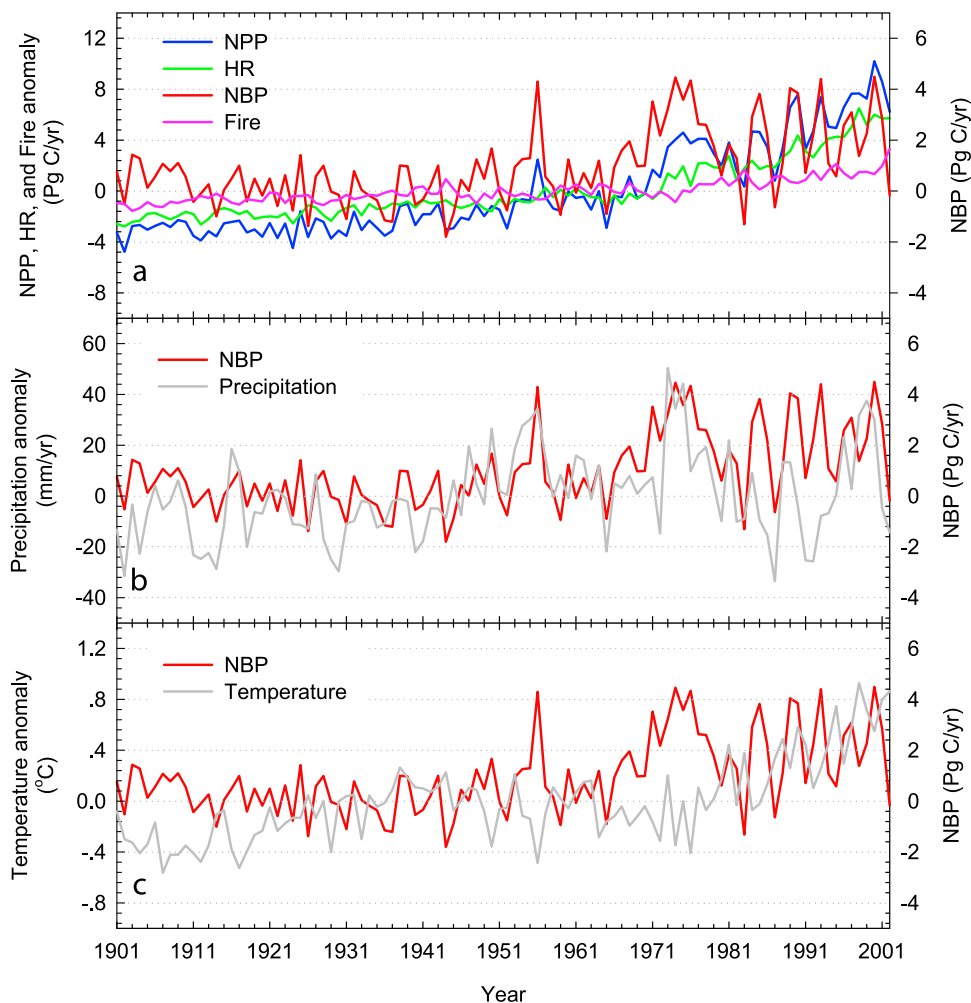 12
8
4
0
-4
-8
NPP, HR, and Fire anomaly
(Pg C/yr)
NPP
HR
NBP
Fire
a
6
4
2
0
-2
-4
NBP (Pg C/yr)
60
40
20
0
-20
-40
Precipitation anomaly
(mm/yr)
NBP
Precipitation
b
6
4
2
0
-2
-4
NBP (Pg C/yr)
1.2
.8
.4
0.0
-.4
-.8
Temperature anomaly
(°C)
NBP
Temperature
c
6
4
2
0
-2
-4
NBP (Pg C/yr)
1901 1911 1921 1931 1941 1951 1961 1971 1981 1991 2001
Year